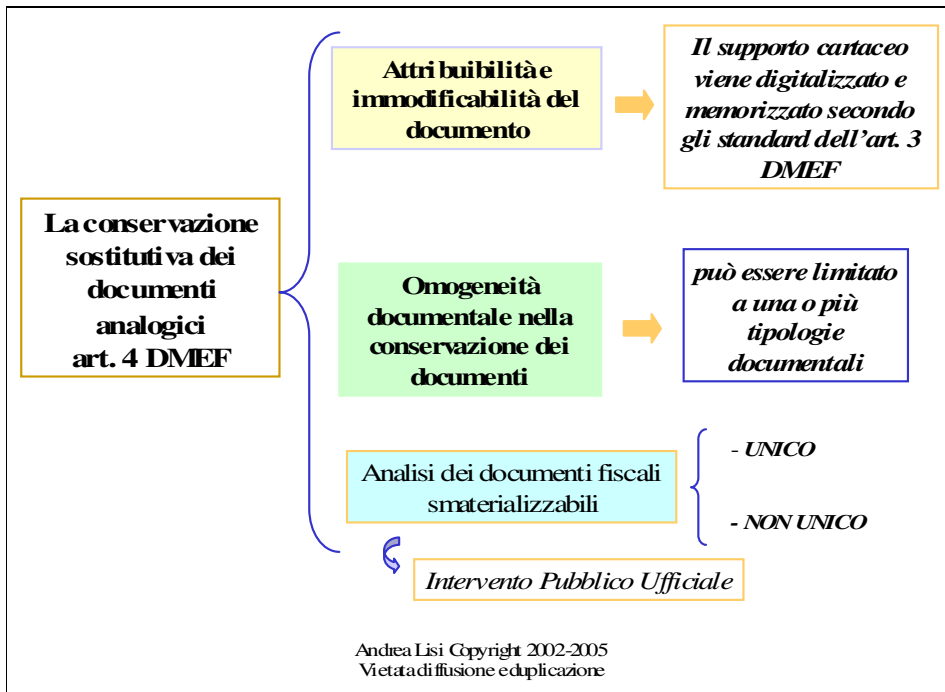 La conservazione
sostitutiva dei
documenti
analogici
art. 4 DMEF
Attribuibilità e
immodificabilità del
documento
Il supporto cartaceo
viene digitalizzato e
memorizzato secondo
gli standard dell'art. 3
DMEF
Omogeneità
documentale nella
conservazione dei
documenti
può essere limitato
a una o più
tipologie
documentali
Analisi dei documenti fiscali
smaterializzabili
- UNICO
- NON UNICO
Intervento Pubblico Ufficiale
Andrea Lisi Copyright 2002-2005
Vietata diffusione e duplicazione